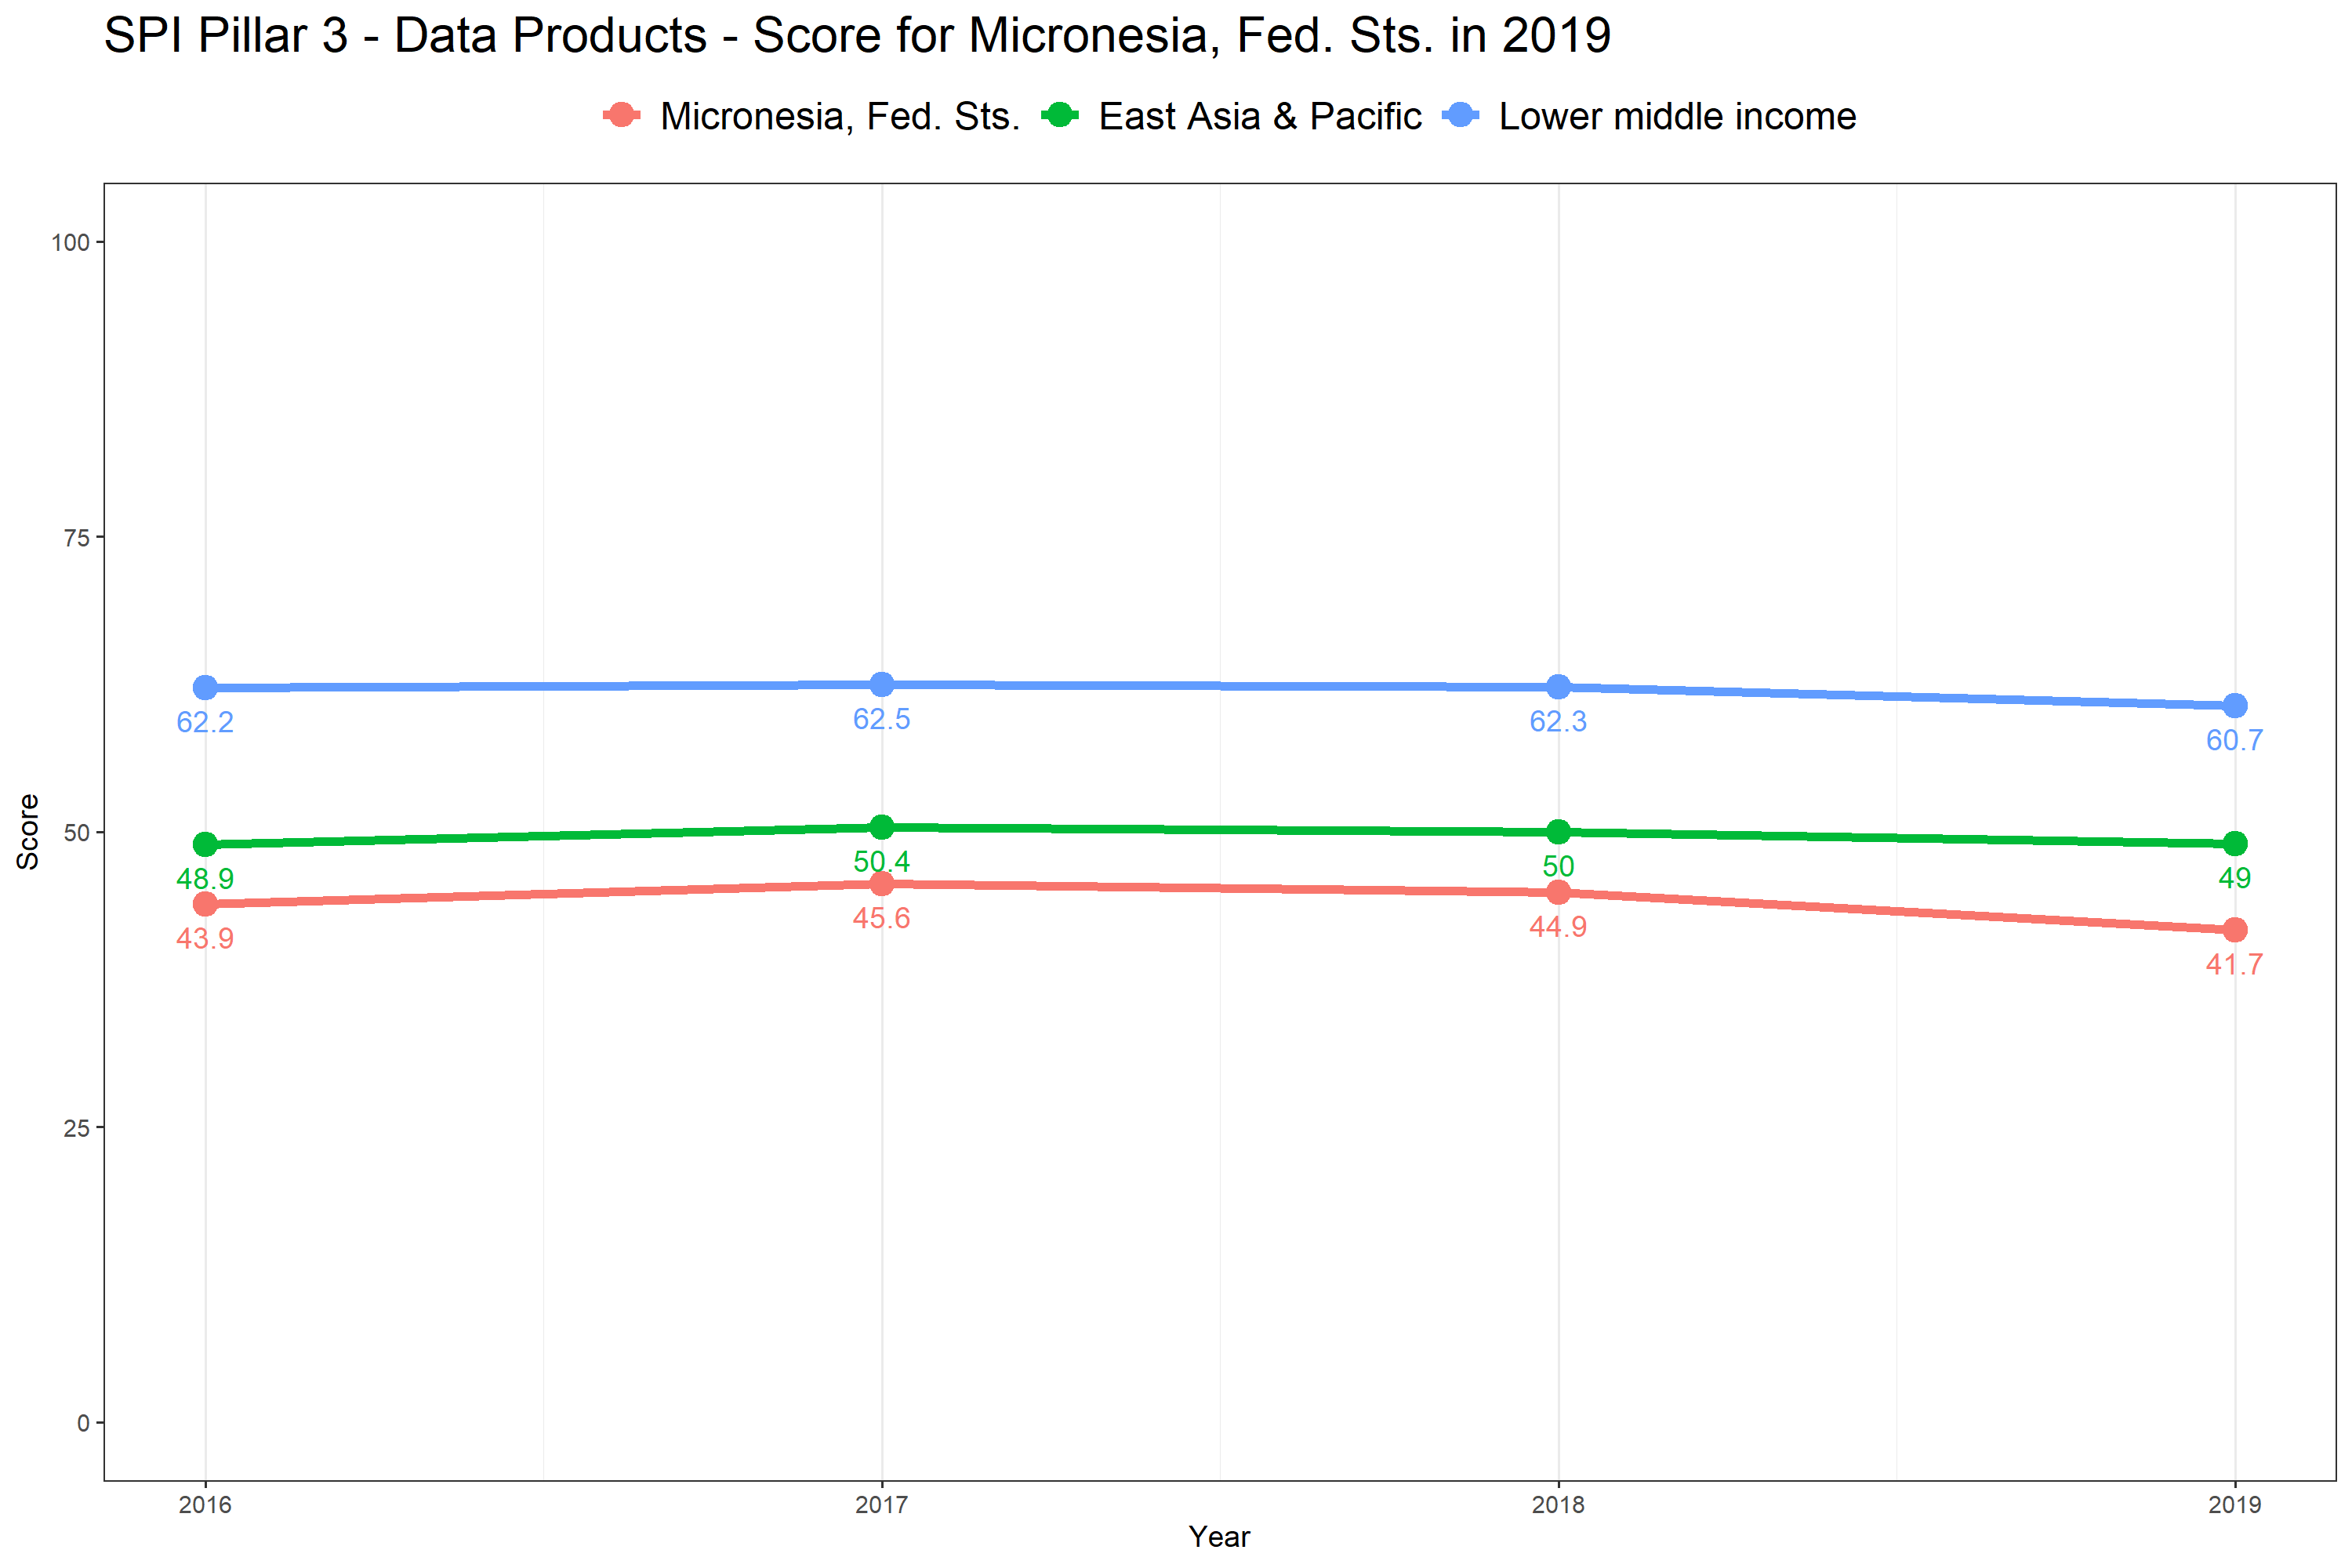 SPI Pillar 3 - Data Products - Score for Micronesia, Fed. Sts. in 2019
Micronesia, Fed. Sts. East Asia & Pacific Lower middle income
100
75
50
25
0
Score
62.2 62.5 62.3 60.7
48.9 50.4 50 49
43.9 45.6 44.9 41.7
2016 2017 2018 2019
Year